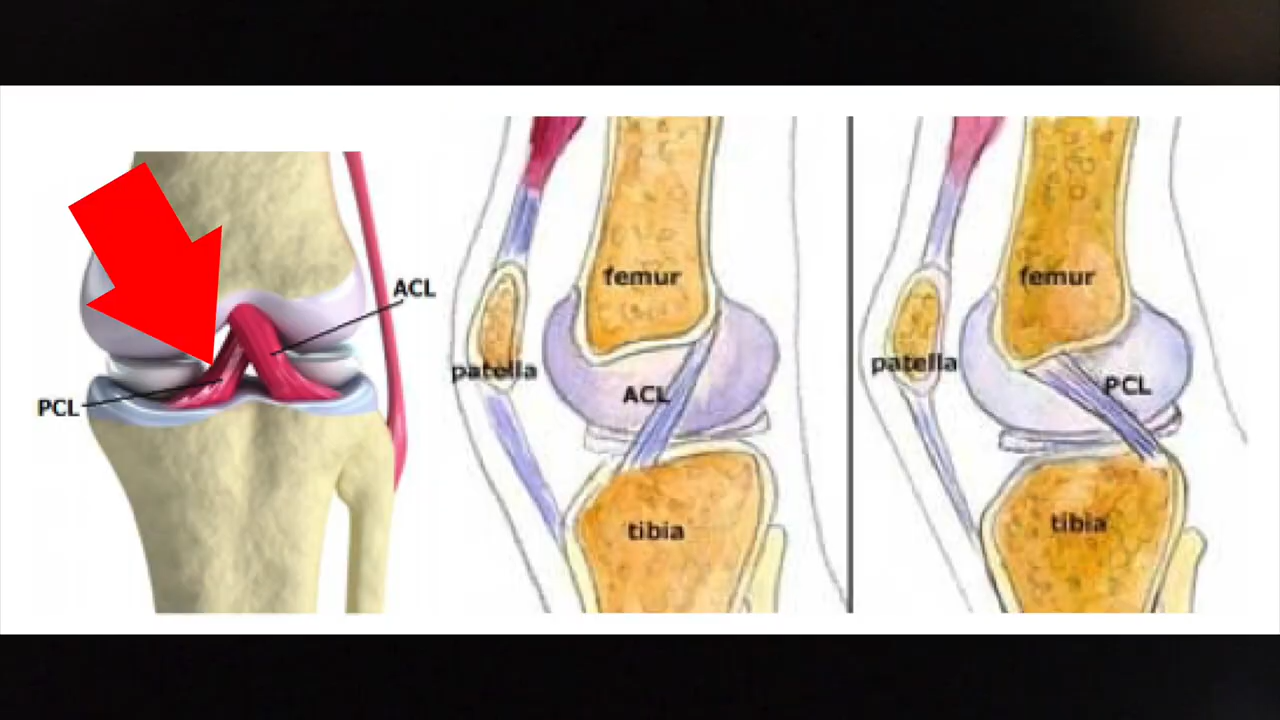 ACL
PCL
femur
patella
ACL
tibia
femur
patella
PCL
tibia